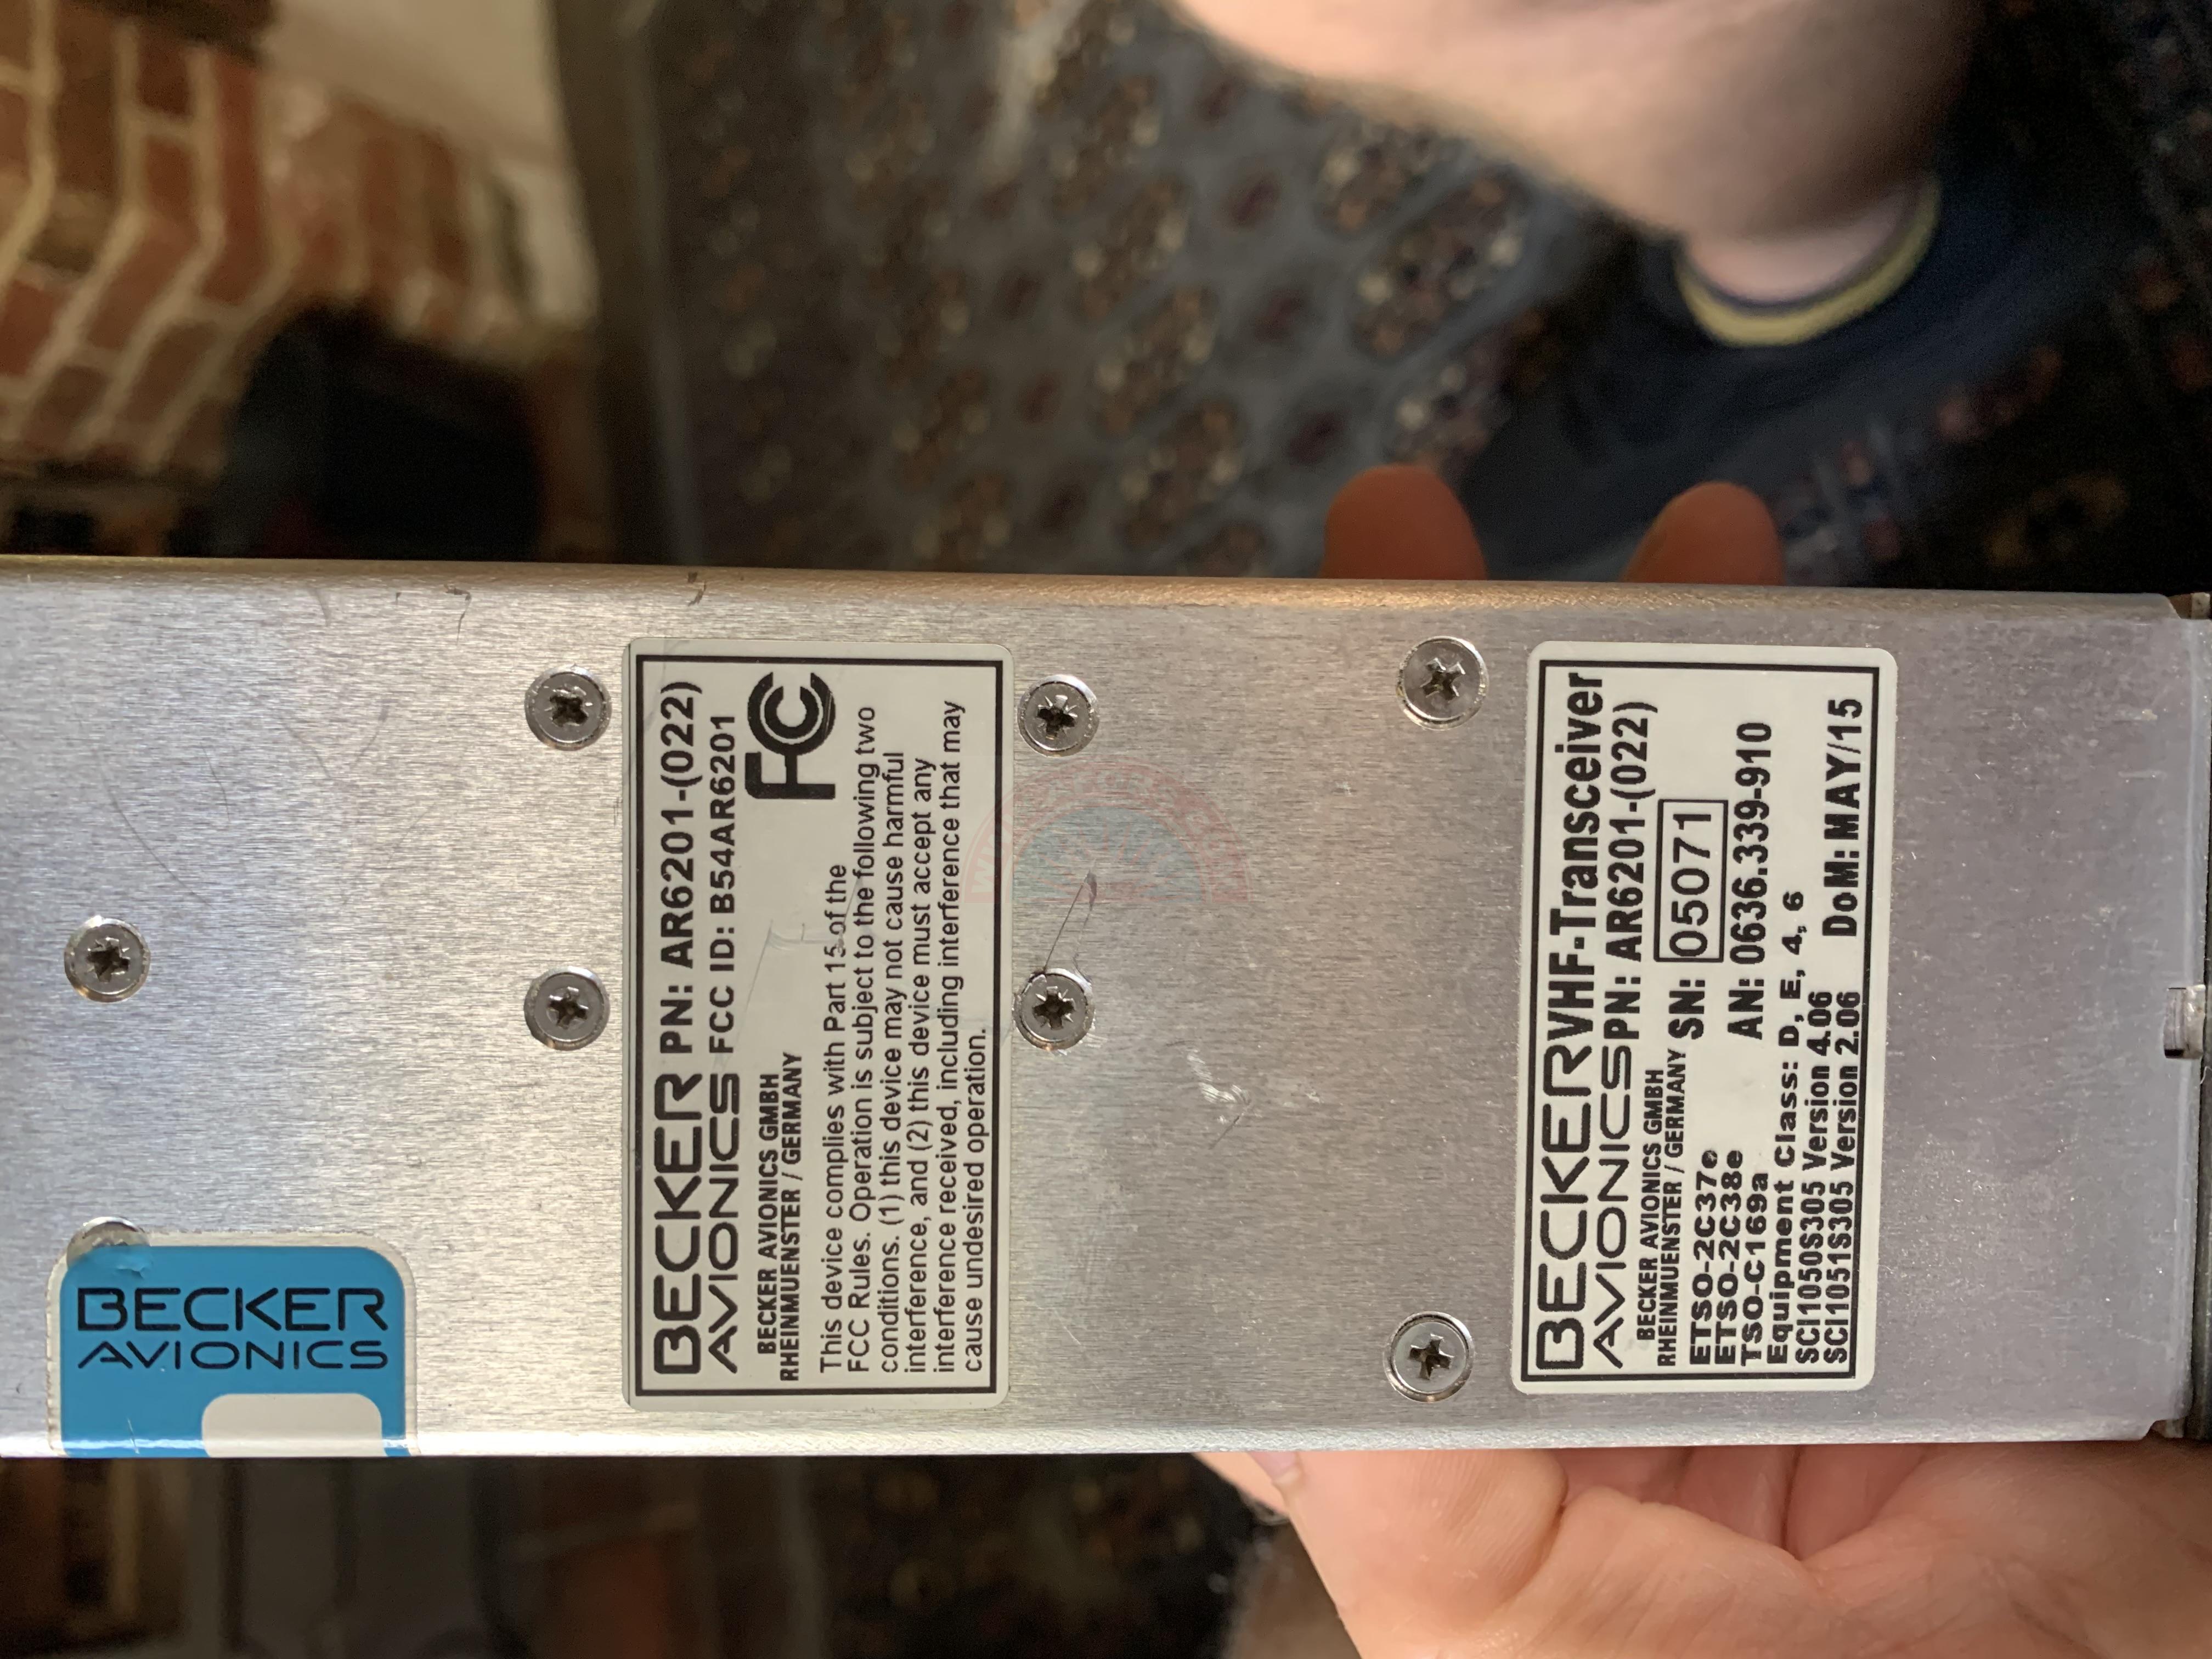 BECKER
AVIONICS
BECKER
AVIONICS
PN: AR6201-(022)
FCC ID: B54AR6201
FC
BECKER AVIONICS GMBH
RHEINMUENSTER / GERMANY
This device complies with Part 15 of the
FCC Rules. Operation is subject to the following two
conditions. (1) this device may not cause harmful
interference, and (2) this device must accept any
interference received, including interference that may
cause undesired operation.
BECKER
AVIONICS
VHF-Transceiver
PN: AR6201-(022)
BECKER AVIONICS GMBH
RHEINMUENSTER / GERMANY
SN: 05071
ETSO-2C37e
ETSO-2C38e
TSO-C169a
AN: 0636.339-910
Equipment Class: D, E, 4, 6
SCI1050S305 Version 4.06
SCI1051S305 Version 2.06
DoM: MAY/15